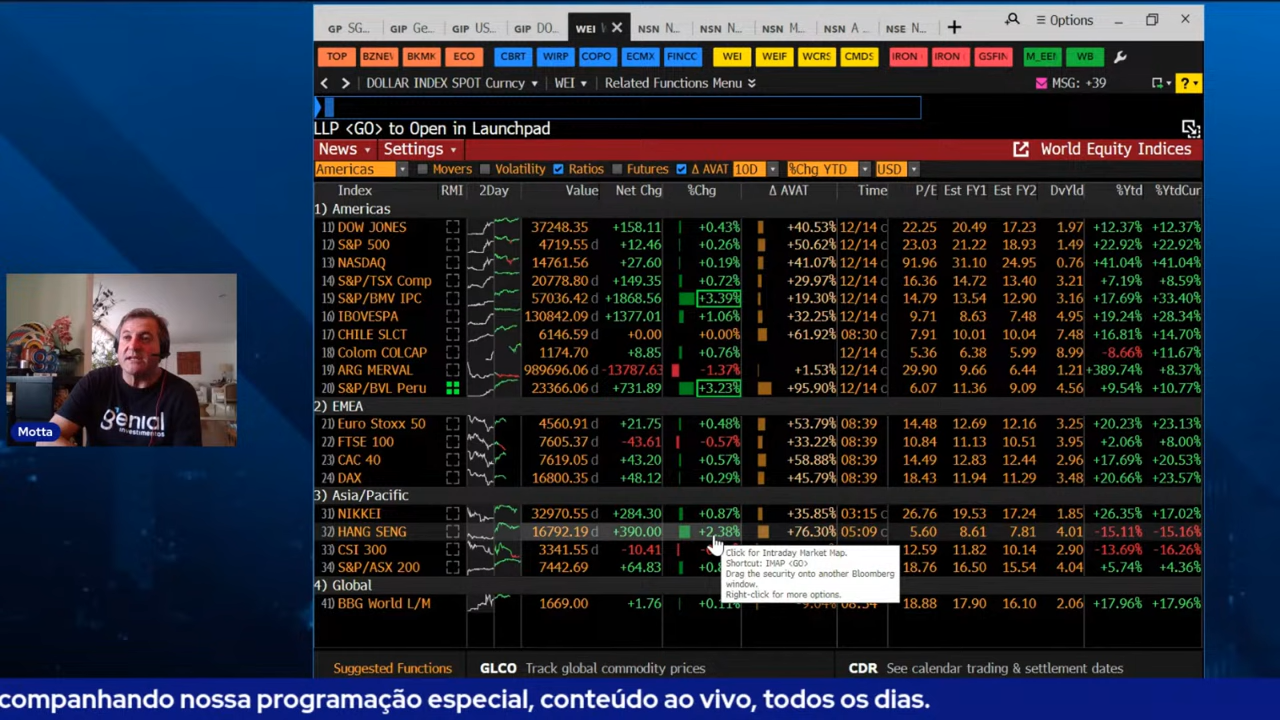 GP SG... GIP Ge... GIP US... GIP DO... WEI NSN N... NSN N... NSN M... NSN A... NSE N... + Options
TOP BZNEV BKMK ECO CBRT WIRP COPO ECMX FINCC WEI WEIF WCRS CMDS IRON IRON GSFIN M_EEI WB
DOLLAR INDEX SPOT Curncy WEI Related Functions Menu MSG: +39 ?
LLP <GO> to Open in Launchpad
News Settings World Equity Indices
Americas Movers Volatility Ratios Futures Δ AVAT 10D %Chg YTD USD
Index RMI 2Day Value Net Chg %Chg Δ AVAT Time P/E Est FY1 Est FY2 DvYld %Ytd %YtdCur
1) Americas
11) DOW JONES 37248.35 +158.11 +0.43% +40.53% 12/14 c 22.25 20.49 17.23 1.97 +12.37% +12.37%
12) S&P 500 4719.55 d +12.46 +0.26% +50.62% 12/14 c 23.03 21.22 18.93 1.49 +22.92% +22.92%
13) NASDAQ 14761.56 +27.60 +0.19% +41.07% 12/14 c 91.96 31.10 24.95 0.76 +41.04% +41.04%
14) S&P/TSX Comp 20778.80 d +149.35 +0.72% +29.97% 12/14 c 16.36 14.72 13.40 3.21 +7.19% +8.59%
15) S&P/BMV IPC 57036.42 d +1868.56 +3.39% +19.30% 12/14 c 14.79 13.54 12.90 3.16 +17.69% +33.40%
16) IBOVESPA 130842.09 d +1377.01 +1.06% +32.25% 12/14 c 9.71 8.63 7.48 4.95 +19.24% +28.34%
17) CHILE SLCT 6146.59 d +0.00 +0.00% +61.92% 08:30 c 7.91 10.01 10.04 7.48 +16.81% +14.70%
18) Colom COLCAP 1174.70 +8.85 +0.76% 12/14 c 5.36 6.38 5.99 8.99 -8.66% +11.67%
19) ARG MERVAL 989696.06 d -13787.63 -1.37% +1.53% 12/14 c 29.90 9.66 6.44 1.21 +389.74% +8.37%
20) S&P/BVL Peru 23366.06 d +731.89 +3.23% +95.90% 12/14 c 6.07 11.36 9.09 4.56 +9.54% +10.77%
2) EMEA
21) Euro Stoxx 50 4560.91 d +21.75 +0.48% +53.79% 08:39 14.48 12.69 12.16 3.25 +20.23% +23.13%
22) FTSE 100 7605.37 d -43.61 -0.57% +33.22% 08:39 10.84 11.13 10.51 3.95 +2.06% +8.00%
23) CAC 40 7619.05 d +43.20 +0.57% +58.88% 08:39 14.49 12.83 12.44 2.96 +17.69% +20.53%
24) DAX 16800.35 d +48.12 +0.29% +45.79% 08:39 18.43 11.94 11.29 3.48 +20.66% +23.57%
3) Asia/Pacific
31) NIKKEI 32970.55 d +284.30 +0.87% +35.85% 03:15 c 26.76 19.53 17.24 1.85 +26.35% +17.02%
32) HANG SENG 16792.19 d +390.00 +2.38% +76.30% 05:09 c 5.60 8.61 7.81 4.01 -15.11% -15.16%
33) CSI 300 3341.55 d -10.41 12.59 11.82 10.14 2.90 -13.69% -16.26%
34) S&P/ASX 200 7442.69 d +64.83 18.76 16.50 15.54 4.04 +5.74% +4.36%
Click for Intraday Market Map.
Shortcut: IMAP <GO>
Drag the security onto another Bloomberg
window.
Right-click for more options.
4) Global
41) BBG World L/M 1669.00 +1.76 18.88 17.90 16.10 2.06 +17.96% +17.96%
Suggested Functions GLCO Track global commodity prices CDR See calendar trading & settlement dates
genial
investimentos
Motta
companhando nossa programação especial, conteúdo ao vivo, todos os dias.